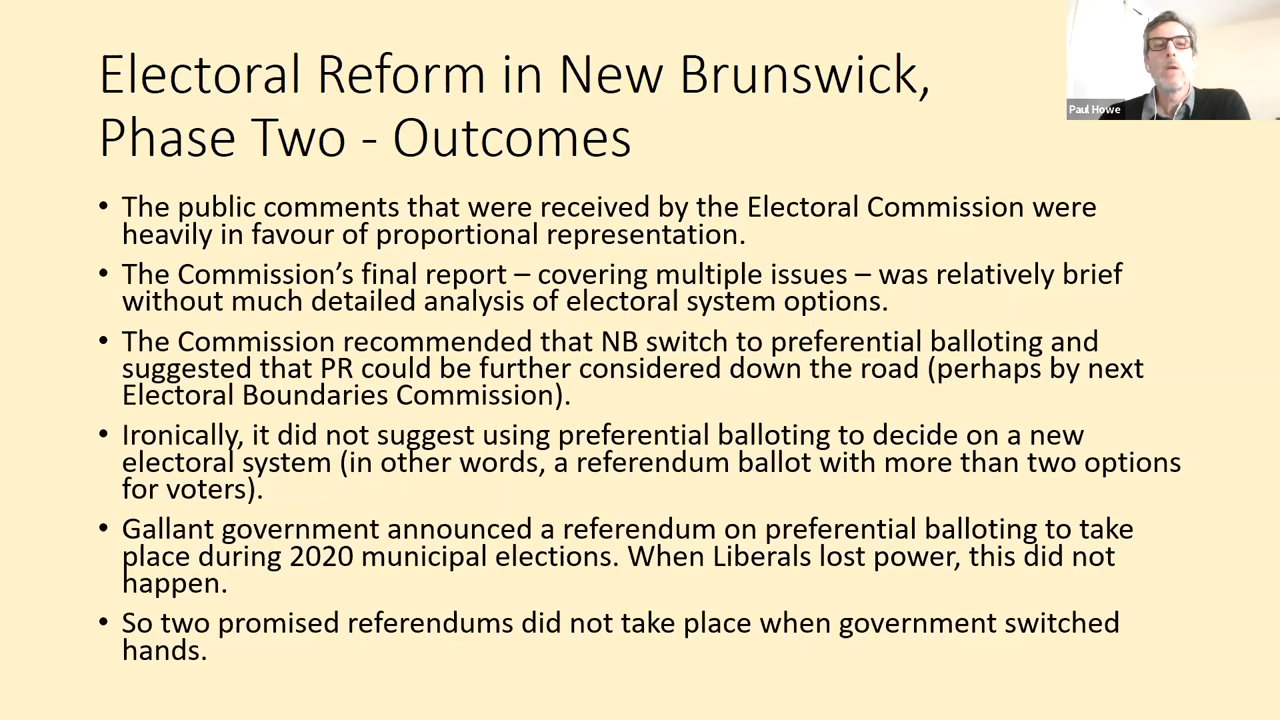 Electoral Reform in New Brunswick,
Phase Two - Outcomes
Paul Howe
• The public comments that were received by the Electoral Commission were
heavily in favour of proportional representation.
• The Commission’s final report – covering multiple issues – was relatively brief
without much detailed analysis of electoral system options.
• The Commission recommended that NB switch to preferential balloting and
suggested that PR could be further considered down the road (perhaps by next
Electoral Boundaries Commission).
• Ironically, it did not suggest using preferential balloting to decide on a new
electoral system (in other words, a referendum ballot with more than two options
for voters).
• Gallant government announced a referendum on preferential balloting to take
place during 2020 municipal elections. When Liberals lost power, this did not
happen.
• So two promised referendums did not take place when government switched
hands.